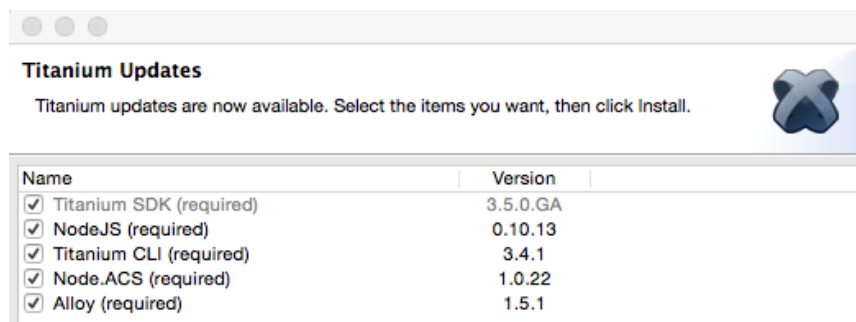 Titanium Updates
Titanium updates are now available. Select the items you want, then click Install.
Name Version
Titanium SDK (required) 3.5.0.GA
NodeJS (required) 0.10.13
Titanium CLI (required) 3.4.1
Node.ACS (required) 1.0.22
Alloy (required) 1.5.1